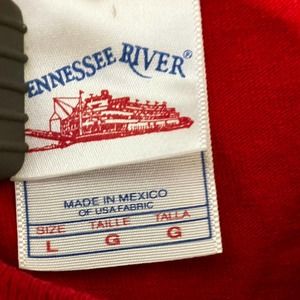 ENNESSEE RIVER®
MADE IN MEXICO
OF USA FABRIC
SIZE TAILLE TALLA
L G G